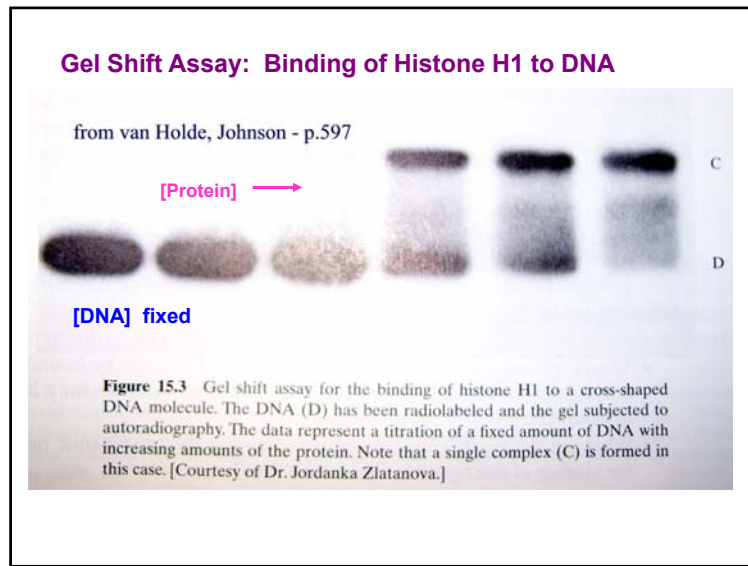 Gel Shift Assay:  Binding of Histone H1 to DNA
from van Holde, Johnson - p.597
[Protein]
C
D
[DNA]  fixed
Figure 15.3   Gel shift assay for the binding of histone H1 to a cross-shaped
DNA molecule. The DNA (D) has been radiolabeled and the gel subjected to
autoradiography. The data represent a titration of a fixed amount of DNA with
increasing amounts of the protein. Note that a single complex (C) is formed in
this case. [Courtesy of Dr. Jordanka Zlatanova.]